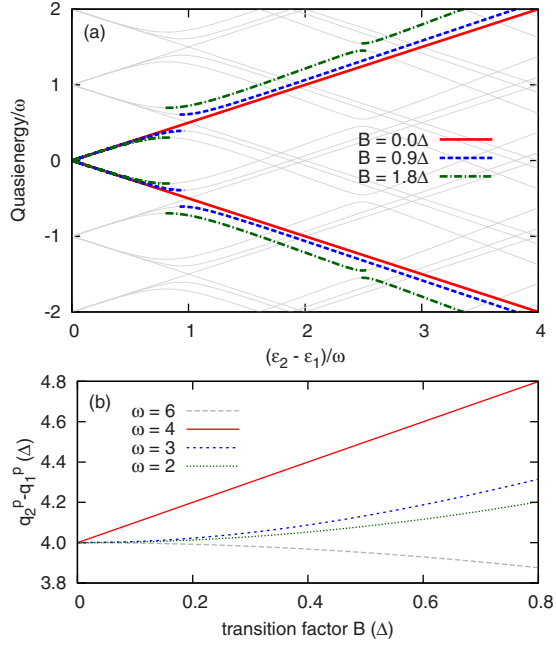 (a)
Quasienergy/ω
2
1
0
-1
-2
B = 0.0Δ
B = 0.9Δ
B = 1.8Δ
0 1 2 3 4
(ε₂ - ε₁)/ω
(b)
q₂ᵖ-q₁ᵖ (Δ)
4.8
4.6
4.4
4.2
4.0
3.8
ω = 6
ω = 4
ω = 3
ω = 2
0 0.2 0.4 0.6 0.8
transition factor B (Δ)